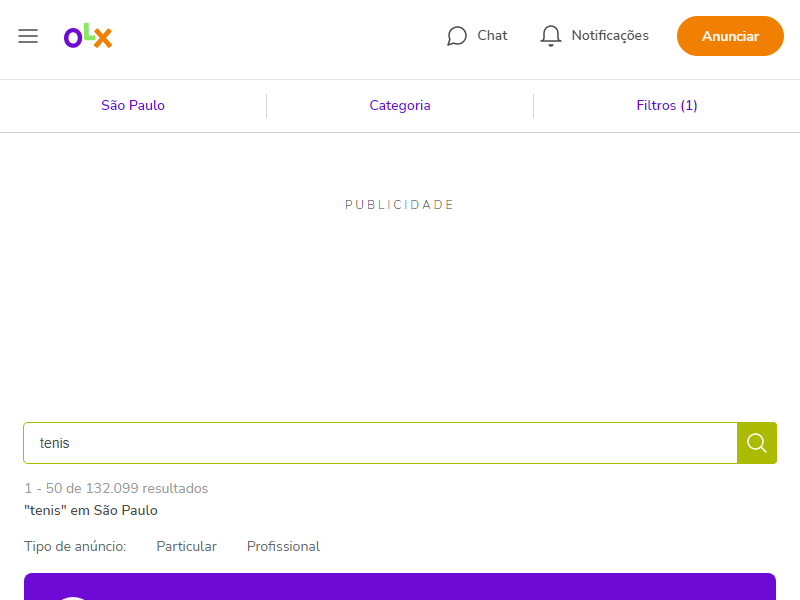 OLX
Chat
Notificações
Anunciar
São Paulo
Categoria
Filtros (1)
PUBLICIDADE
tenis
1 - 50 de 132.099 resultados
"tenis" em São Paulo
Tipo de anúncio:
Particular
Profissional